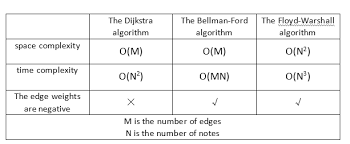 The Dijkstra algorithm
The Bellman-Ford algorithm
The Floyd-Warshall algorithm
space complexity
O(M)
O(M)
O(N²)
time complexity
O(N²)
O(MN)
O(N³)
The edge weights are negative
×
√
√
M is the number of edges
N is the number of notes